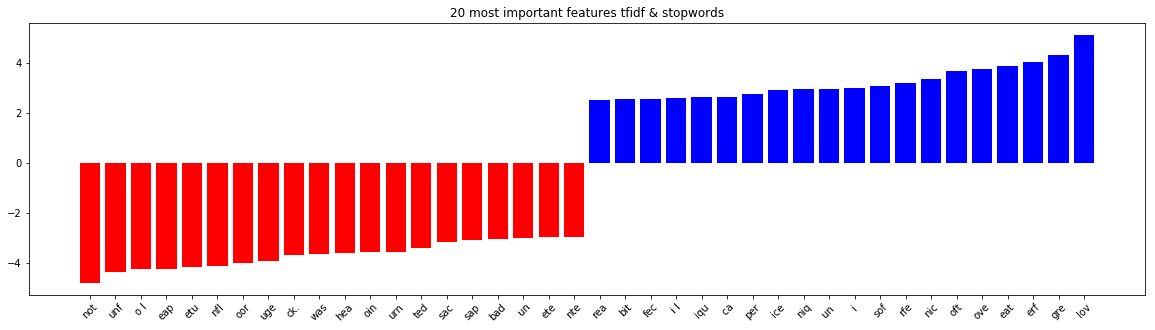 20 most important features tfidf & stopwords
4
2
0
−2
−4
not unf o l eap etu nfl oor uge ck. was hea oin urn ted sac sap bad un ete nte rea bit fec i l iqu ca per ice niq un i sof rfe nic oft ove eat erf gre lov